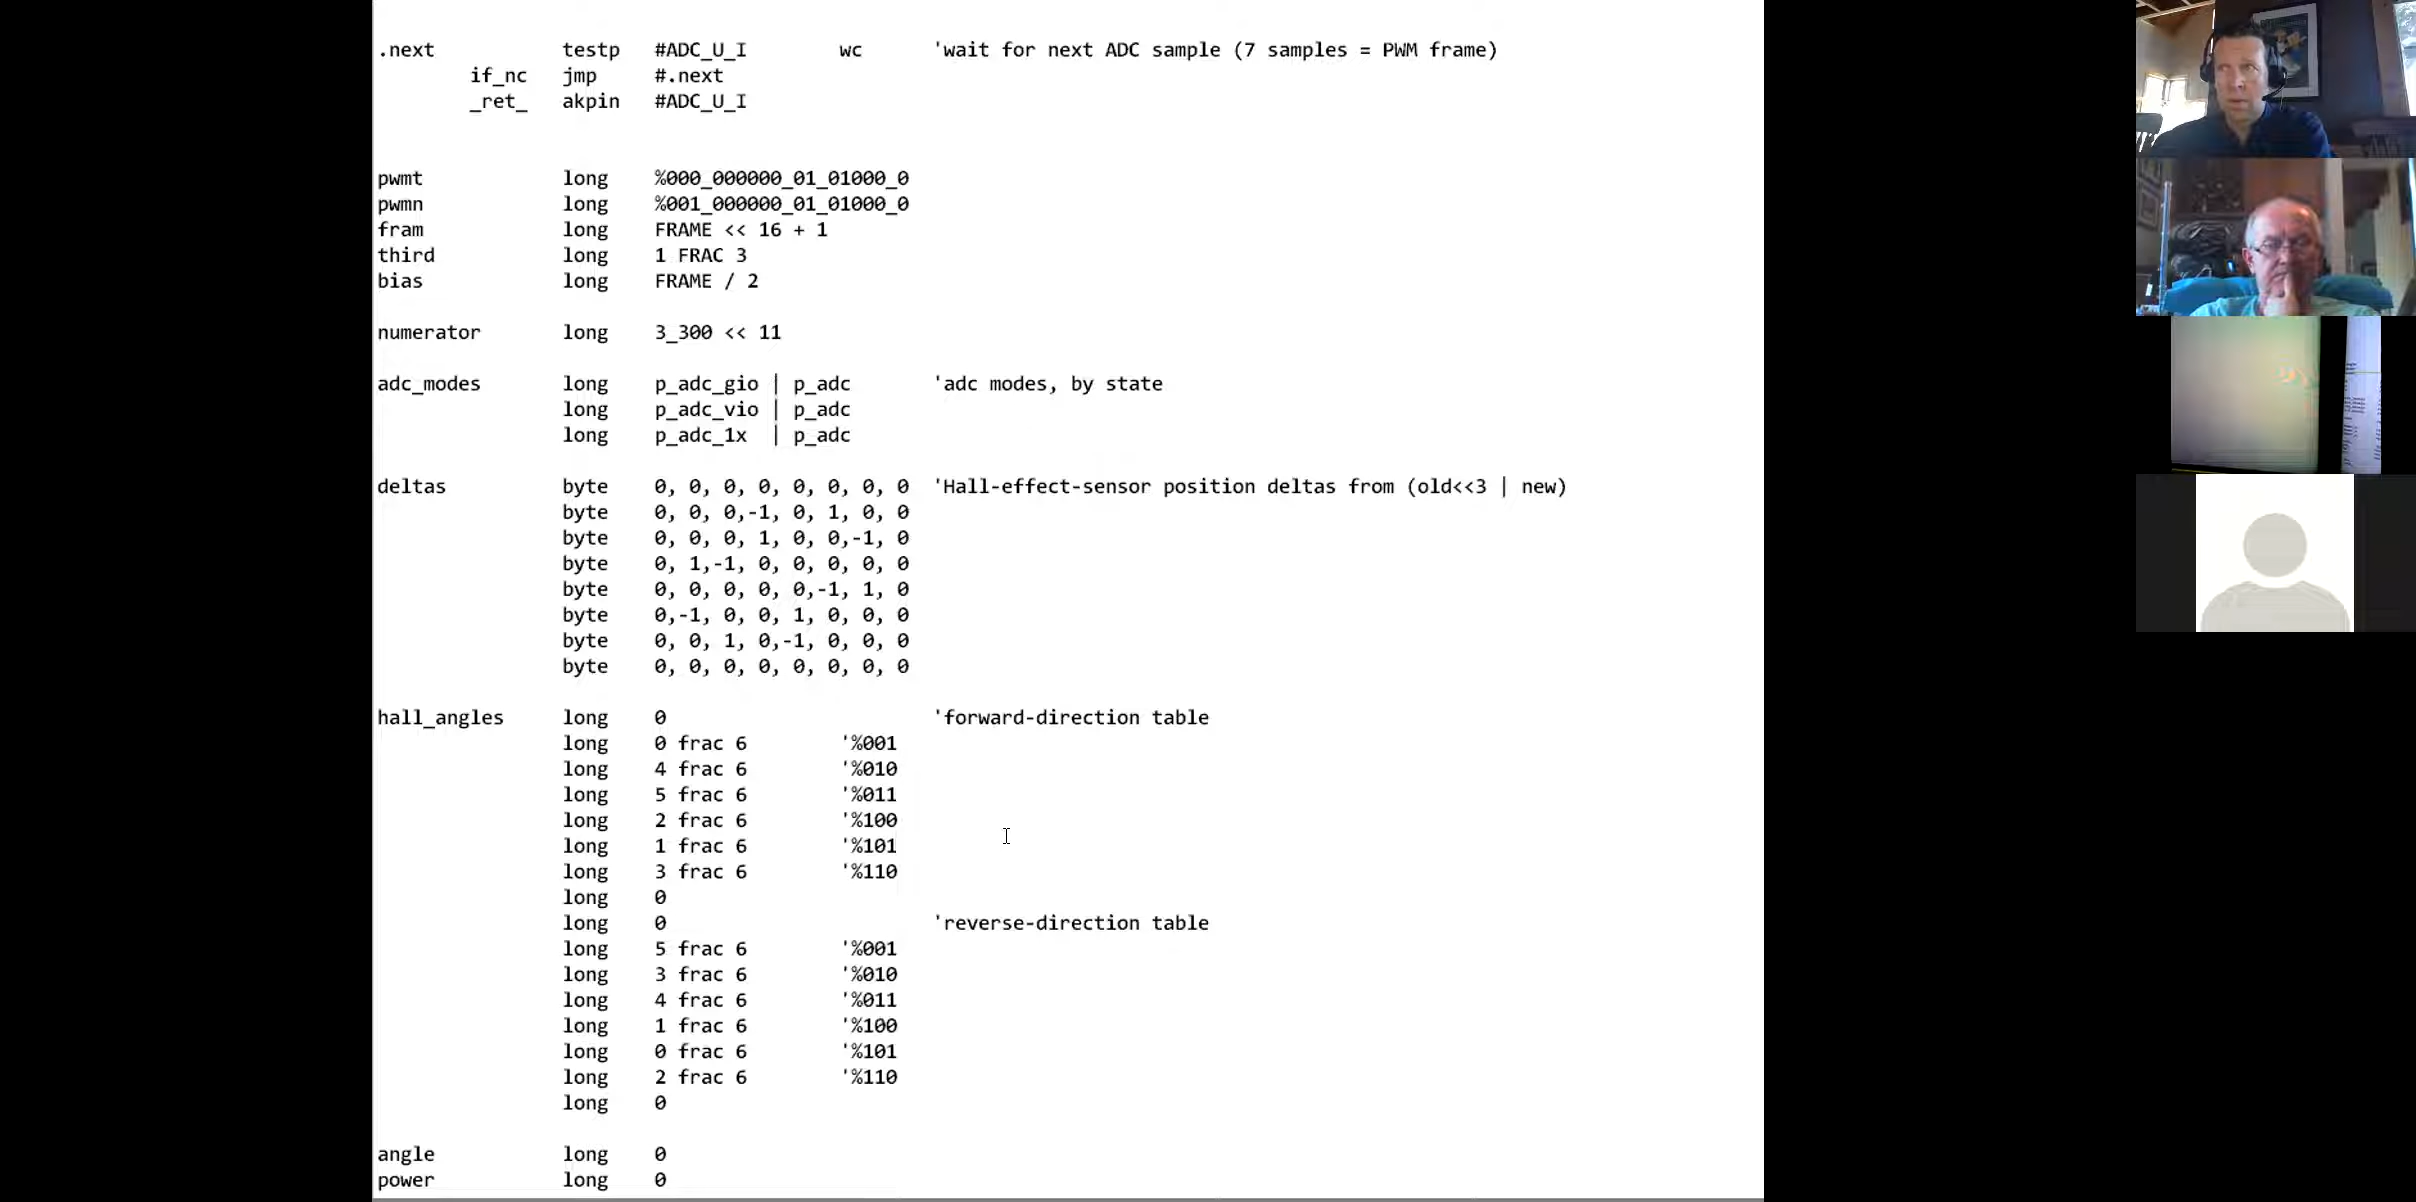 .next testp #ADC_U_I wc 'wait for next ADC sample (7 samples = PWM frame)
if_nc jmp #.next
_ret_ akpin #ADC_U_I
pwmt long %000_000000_01_01000_0
pwmn long %001_000000_01_01000_0
fram long FRAME << 16 + 1
third long 1 FRAC 3
bias long FRAME / 2
numerator long 3_300 << 11
adc_modes long p_adc_gio | p_adc 'adc modes, by state
long p_adc_vio | p_adc
long p_adc_1x | p_adc
deltas byte 0, 0, 0, 0, 0, 0, 0, 0 'Hall-effect-sensor position deltas from (old<<3 | new)
byte 0, 0, 0,-1, 0, 1, 0, 0
byte 0, 0, 0, 1, 0, 0,-1, 0
byte 0, 1,-1, 0, 0, 0, 0, 0
byte 0, 0, 0, 0, 0,-1, 1, 0
byte 0,-1, 0, 0, 1, 0, 0, 0
byte 0, 0, 1, 0,-1, 0, 0, 0
byte 0, 0, 0, 0, 0, 0, 0, 0
hall_angles long 0 'forward-direction table
long 0 frac 6 '%001
long 4 frac 6 '%010
long 5 frac 6 '%011
long 2 frac 6 '%100
long 1 frac 6 '%101
long 3 frac 6 '%110
long 0
long 0 'reverse-direction table
long 5 frac 6 '%001
long 3 frac 6 '%010
long 4 frac 6 '%011
long 1 frac 6 '%100
long 0 frac 6 '%101
long 2 frac 6 '%110
long 0
angle long 0
power long 0